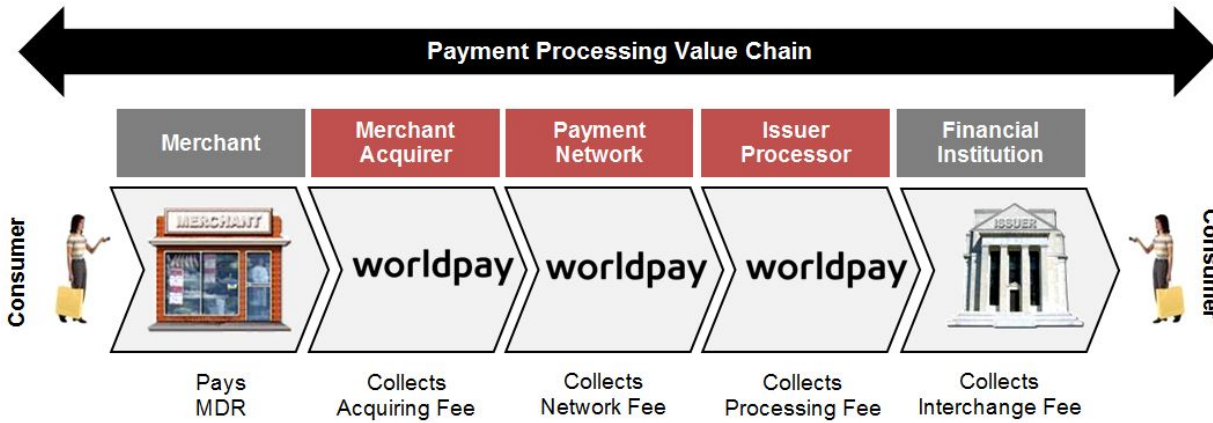 Payment Processing Value Chain
Merchant
Merchant
Acquirer
Payment
Network
Issuer
Processor
Financial
Institution
Consumer
MERCHANT
worldpay
worldpay
worldpay
ISSUER
Consumer
Pays
MDR
Collects
Acquiring Fee
Collects
Network Fee
Collects
Processing Fee
Collects
Interchange Fee